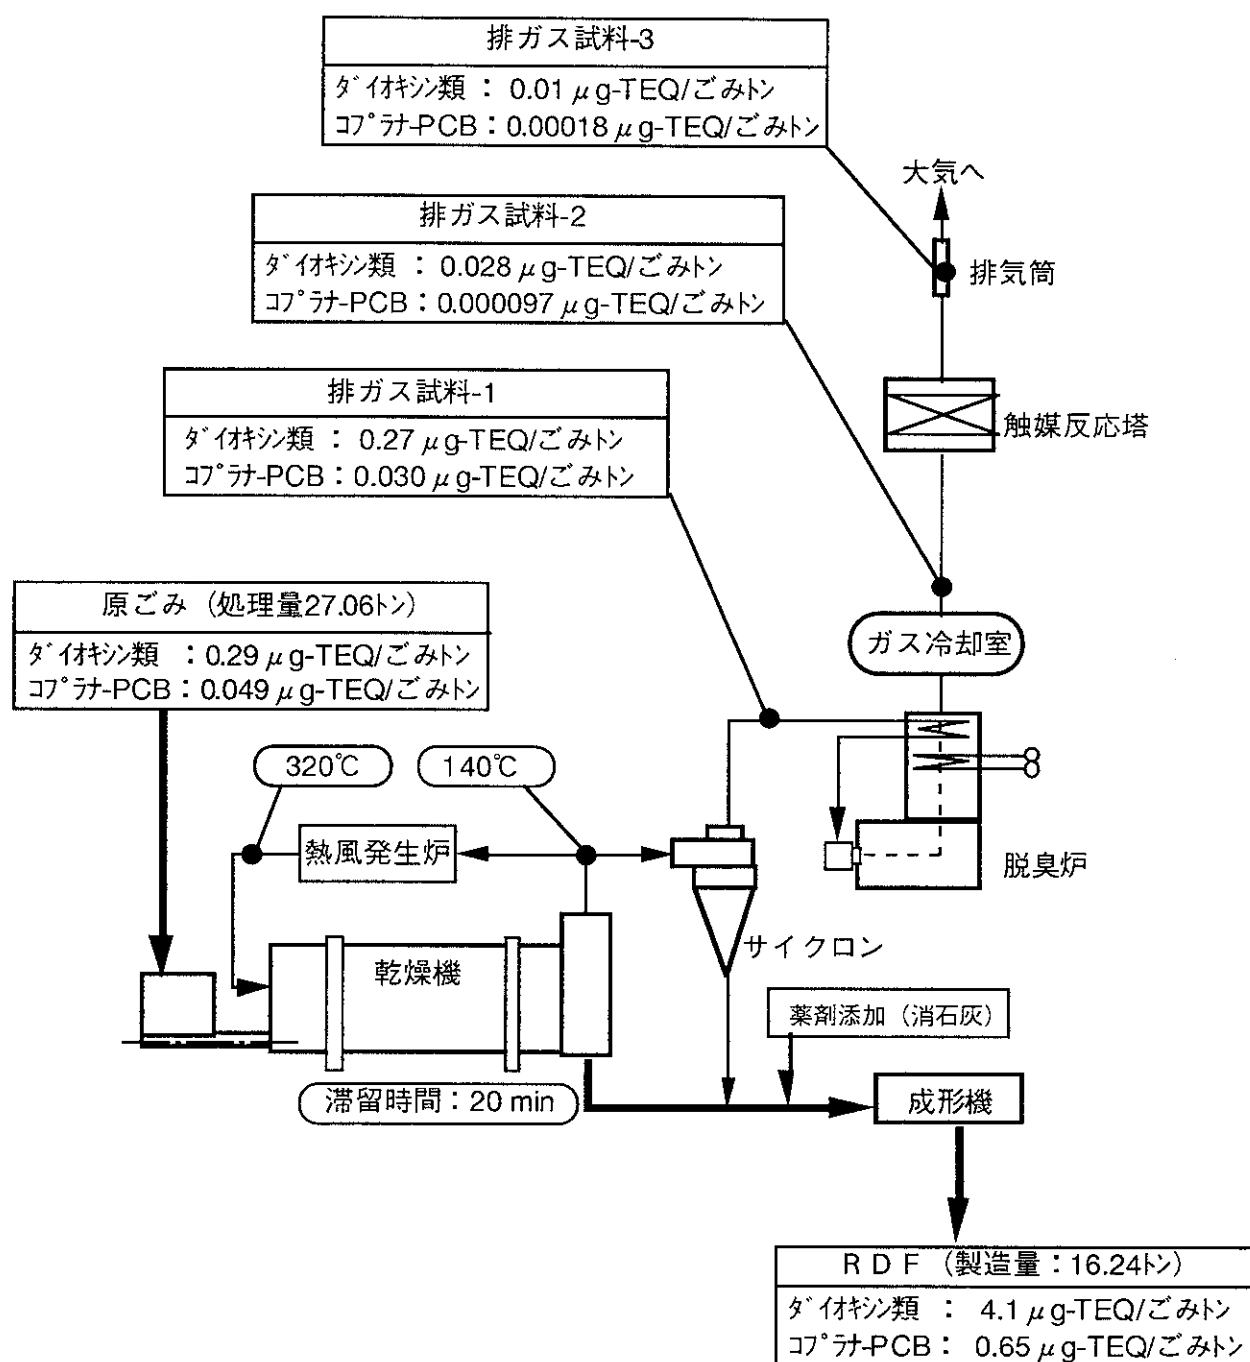 排ガス試料-3
ダイオキシン類 : 0.01 μg-TEQ/ごみトン
コプラナ-PCB : 0.00018 μg-TEQ/ごみトン
大気へ
排ガス試料-2
ダイオキシン類 : 0.028 μg-TEQ/ごみトン
コプラナ-PCB : 0.000097 μg-TEQ/ごみトン
排気筒
排ガス試料-1
ダイオキシン類 : 0.27 μg-TEQ/ごみトン
コプラナ-PCB : 0.030 μg-TEQ/ごみトン
触媒反応塔
原ごみ (処理量27.06トン)
ダイオキシン類 : 0.29 μg-TEQ/ごみトン
コプラナ-PCB : 0.049 μg-TEQ/ごみトン
ガス冷却室
320℃
140℃
熱風発生炉
脱臭炉
サイクロン
乾燥機
薬剤添加 (消石灰)
滞留時間 : 20 min
成形機
RDF (製造量 : 16.24トン)
ダイオキシン類 : 4.1 μg-TEQ/ごみトン
コプラナ-PCB : 0.65 μg-TEQ/ごみトン